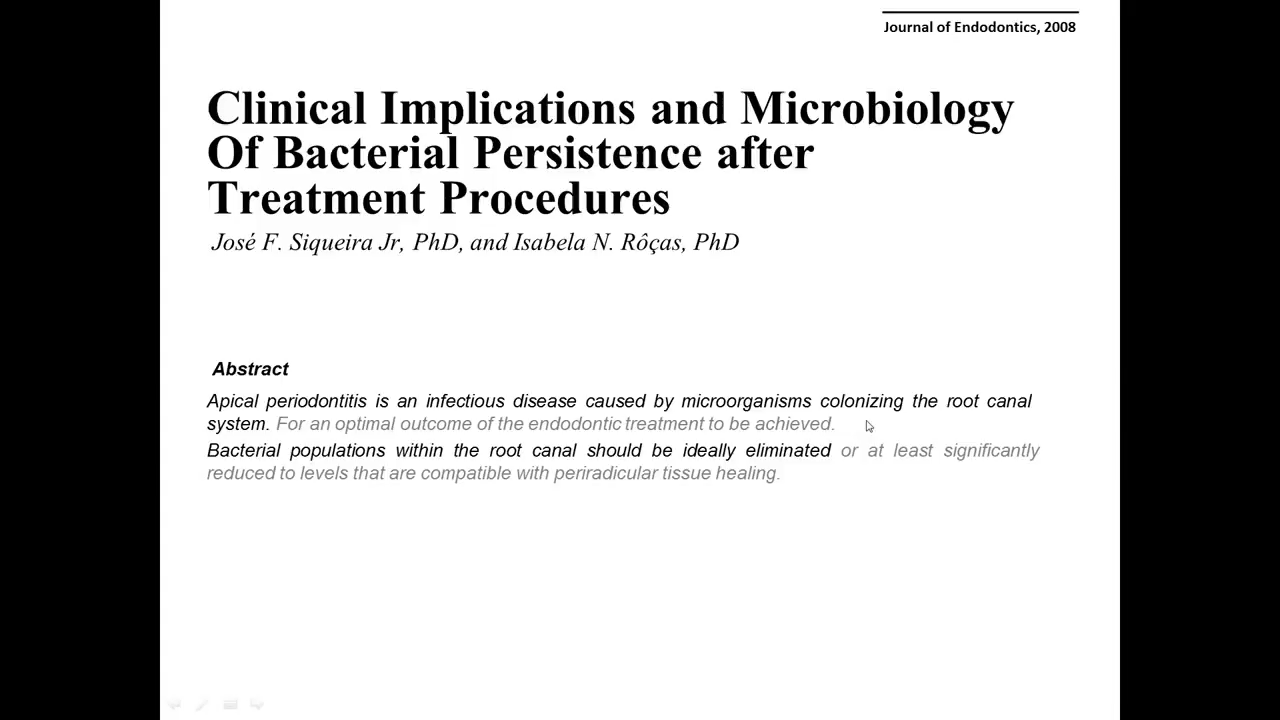 Journal of Endodontics, 2008
Clinical Implications and Microbiology
Of Bacterial Persistence after
Treatment Procedures
José F. Siqueira Jr, PhD, and Isabela N. Rôças, PhD
Abstract
Apical periodontitis is an infectious disease caused by microorganisms colonizing the root canal
system. For an optimal outcome of the endodontic treatment to be achieved.
Bacterial populations within the root canal should be ideally eliminated or at least significantly
reduced to levels that are compatible with periradicular tissue healing.